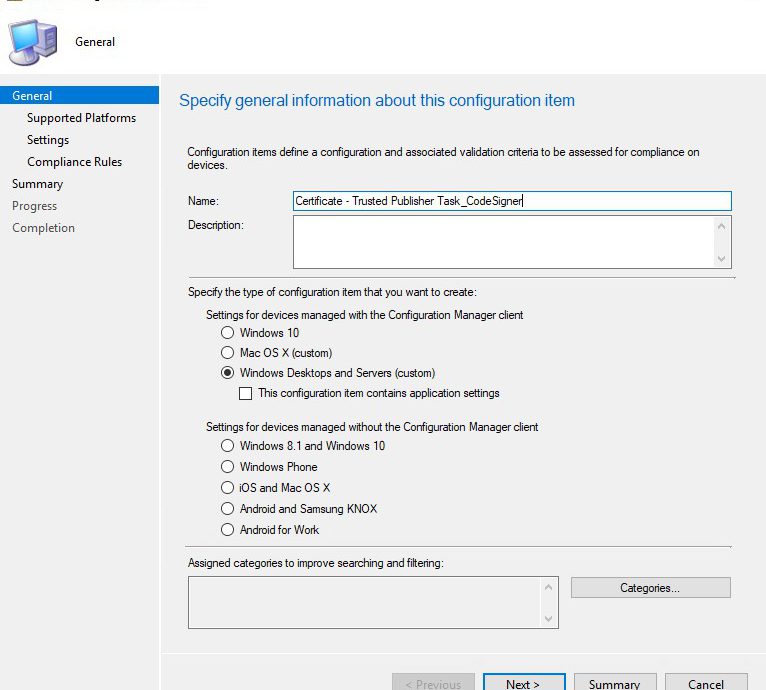 General
General
Supported Platforms
Settings
Compliance Rules
Summary
Progress
Completion
Specify general information about this configuration item
Configuration items define a configuration and associated validation criteria to be assessed for compliance on
devices.
Name:
Certificate - Trusted Publisher Task_CodeSigner
Description:
Specify the type of configuration item that you want to create:
Settings for devices managed with the Configuration Manager client
Windows 10
Mac OS X (custom)
Windows Desktops and Servers (custom)
This configuration item contains application settings
Settings for devices managed without the Configuration Manager client
Windows 8.1 and Windows 10
Windows Phone
iOS and Mac OS X
Android and Samsung KNOX
Android for Work
Assigned categories to improve searching and filtering:
Categories...
< Previous
Next >
Summary
Cancel